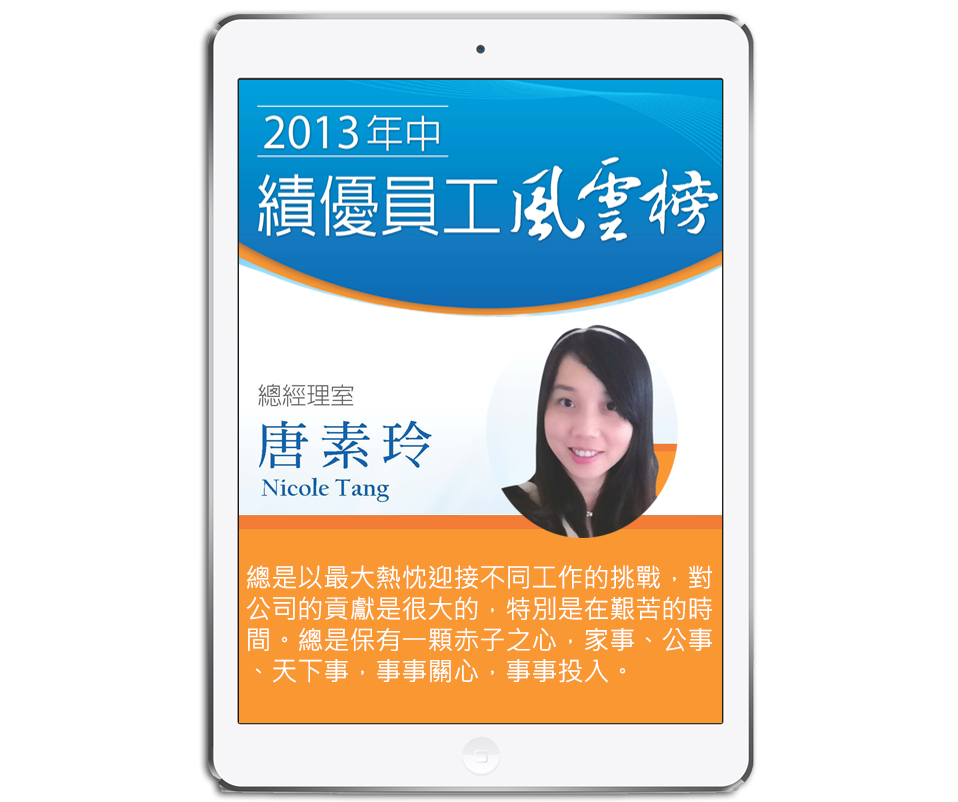 2013年中
績優員工風雲榜
總經理室
唐素玲
Nicole Tang
總是以最大熱忱迎接不同工作的挑戰，對
公司的貢獻是很大的，特別是在艱苦的時
間。總是保有一顆赤子之心，家事、公事
、天下事，事事關心，事事投入。